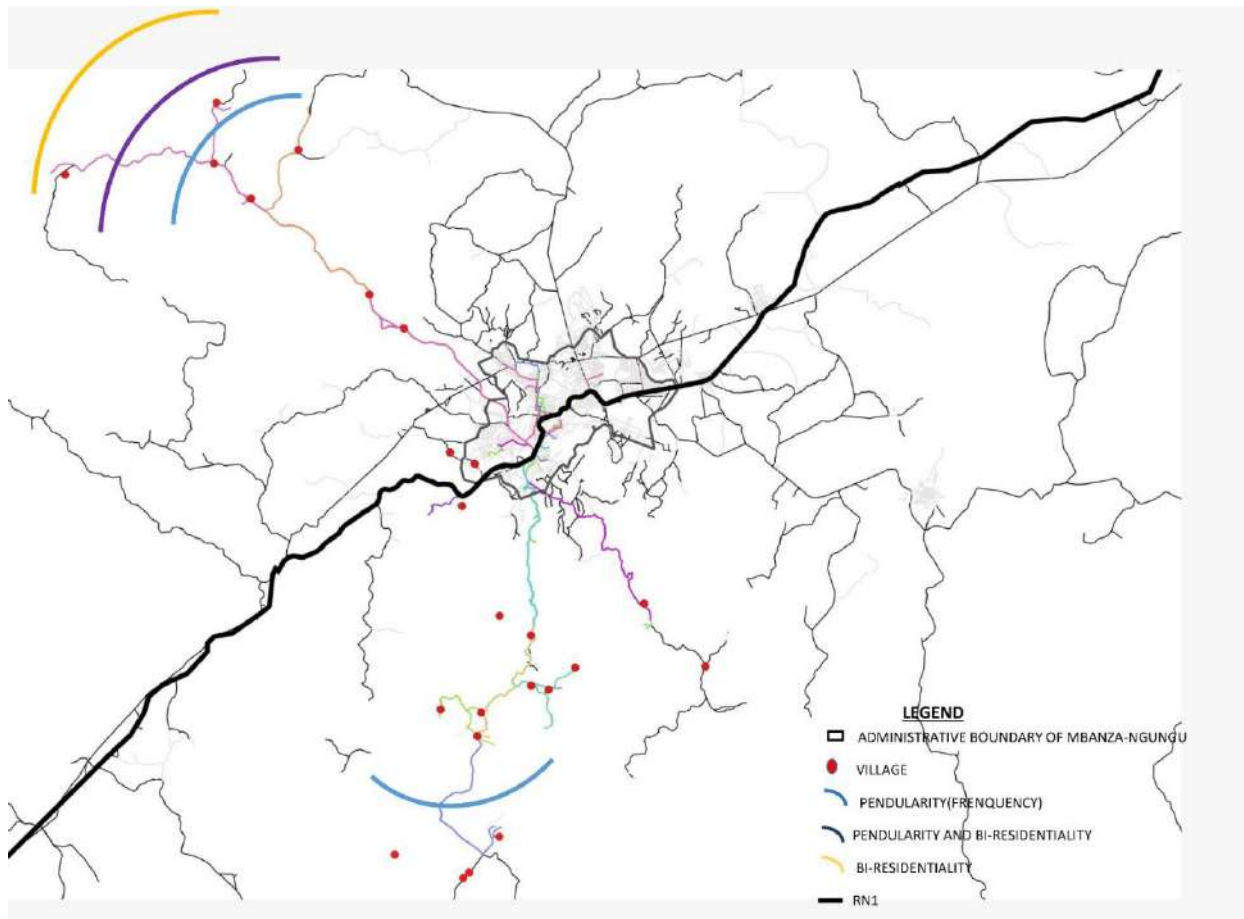 LEGEND
ADMINISTRATIVE BOUNDARY OF MBANZA-NGUNGU
VILLAGE
PENDULARITY(FRENQUENCY)
PENDULARITY AND BI-RESIDENTIALITY
BI-RESIDENTIALITY
RN1